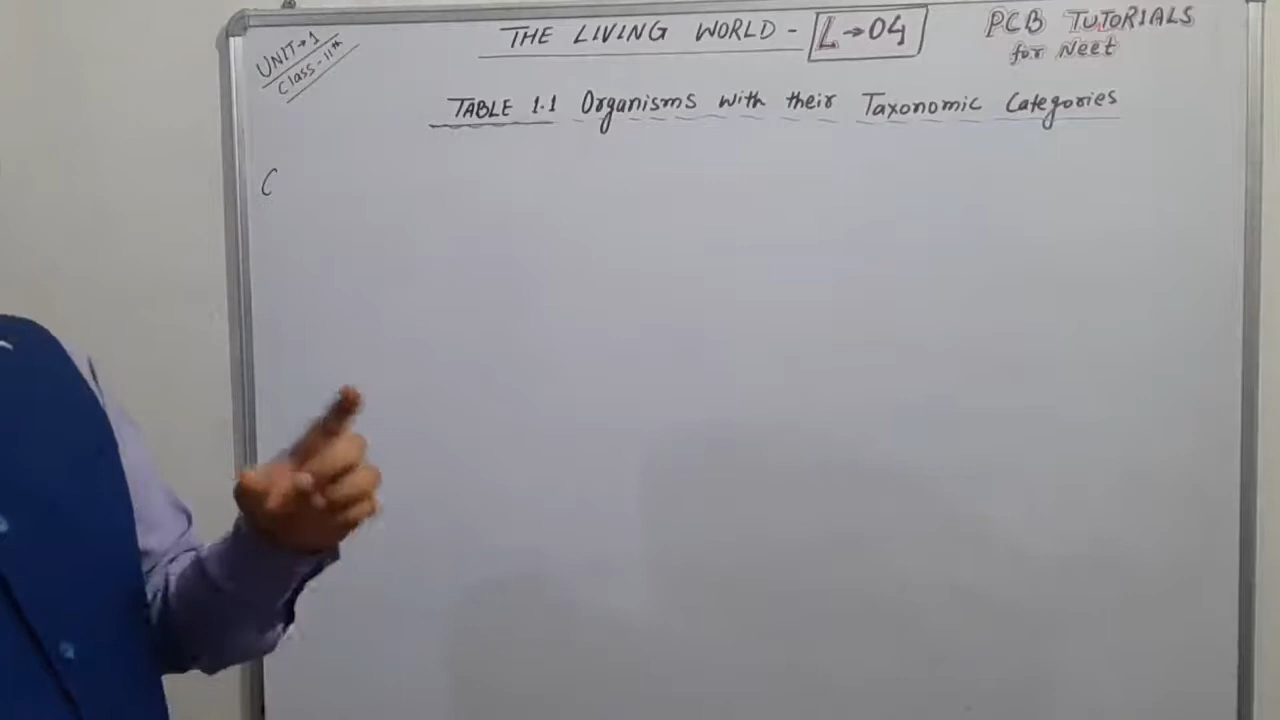 UNIT→1
Class-11th
THE LIVING WORLD - L→04
PCB TUTORIALS
for Neet
TABLE 1.1 Organisms with their Taxonomic Categories
C